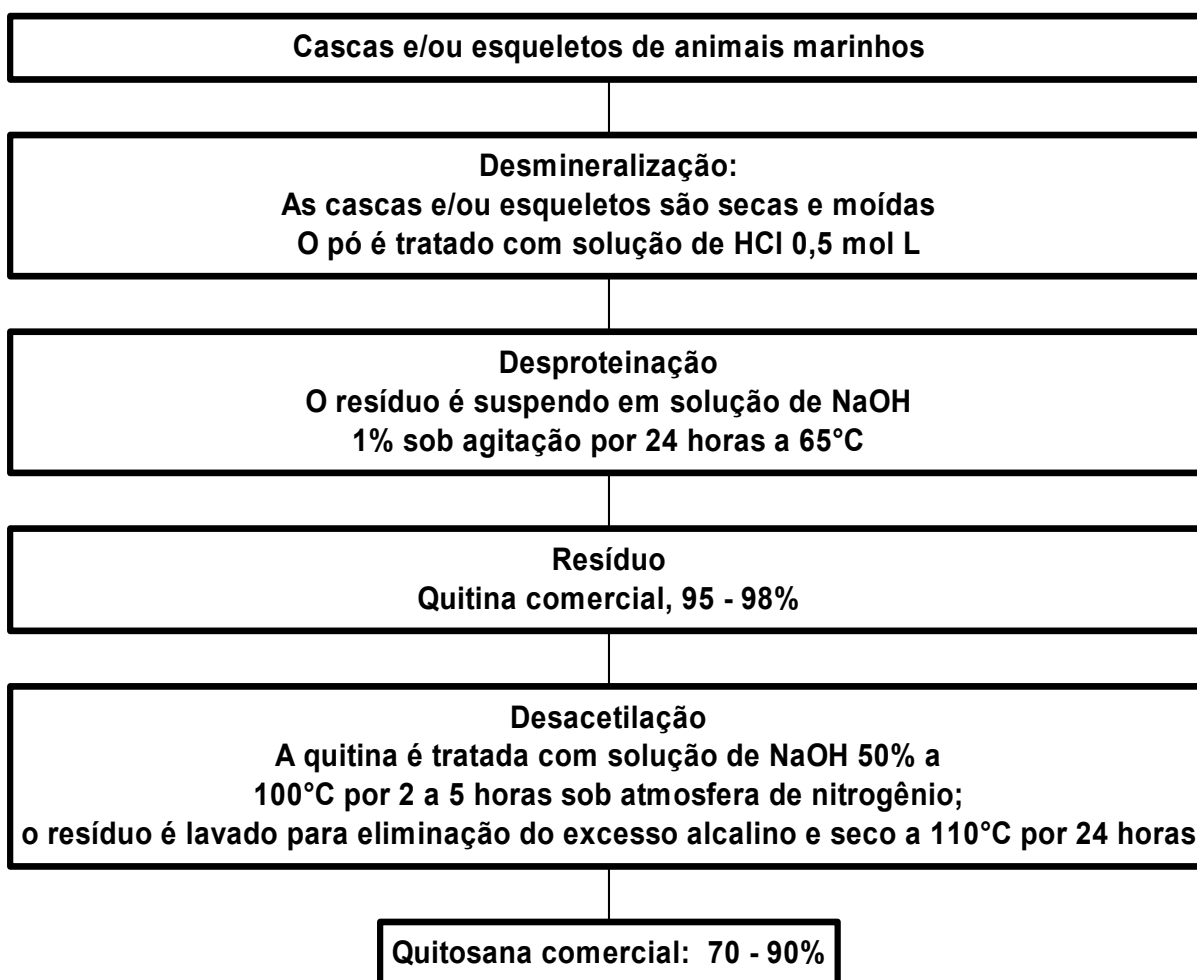 Cascas e/ou esqueletos de animais marinhos
Desmineralização:
As cascas e/ou esqueletos são secas e moídas
O pó é tratado com solução de HCl 0,5 mol L
Desproteinação
O resíduo é suspendo em solução de NaOH
1% sob agitação por 24 horas a 65°C
Resíduo
Quitina comercial, 95 - 98%
Desacetilação
A quitina é tratada com solução de NaOH 50% a
100°C por 2 a 5 horas sob atmosfera de nitrogênio;
o resíduo é lavado para eliminação do excesso alcalino e seco a 110°C por 24 horas
Quitosana comercial: 70 - 90%